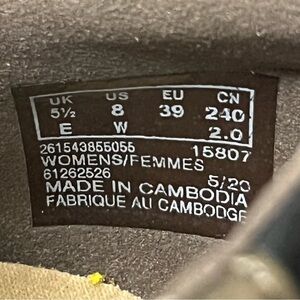 UK US EU CN
5½ 8 39 240
E W 2.0
261543855055 15807
WOMENS/FEMMES
61262526 5/20
MADE IN CAMBODIA
FABRIQUE AU CAMBODGE